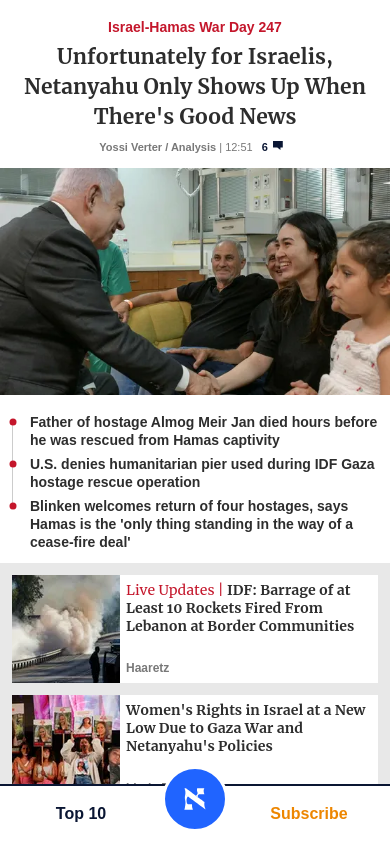 Israel-Hamas War Day 247
Unfortunately for Israelis,
Netanyahu Only Shows Up When
There's Good News
Yossi Verter / Analysis | 12:51 6
Father of hostage Almog Meir Jan died hours before
he was rescued from Hamas captivity
U.S. denies humanitarian pier used during IDF Gaza
hostage rescue operation
Blinken welcomes return of four hostages, says
Hamas is the 'only thing standing in the way of a
cease-fire deal'
Live Updates | IDF: Barrage of at
Least 10 Rockets Fired From
Lebanon at Border Communities
Haaretz
Women's Rights in Israel at a New
Low Due to Gaza War and
Netanyahu's Policies
Top 10
Subscribe